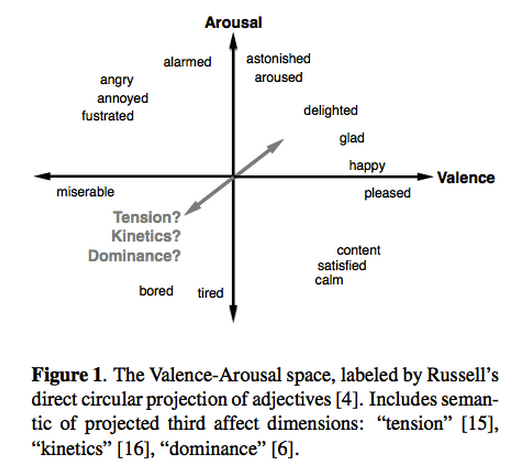 Arousal
alarmed
astonished
aroused
angry
annoyed
fustrated
delighted
glad
happy
Valence
miserable
pleased
Tension?
Kinetics?
Dominance?
content
satisfied
calm
bored
tired
Figure 1. The Valence-Arousal space, labeled by Russell's
direct circular projection of adjectives [4]. Includes seman-
tic of projected third affect dimensions: “tension” [15],
“kinetics” [16], “dominance” [6].